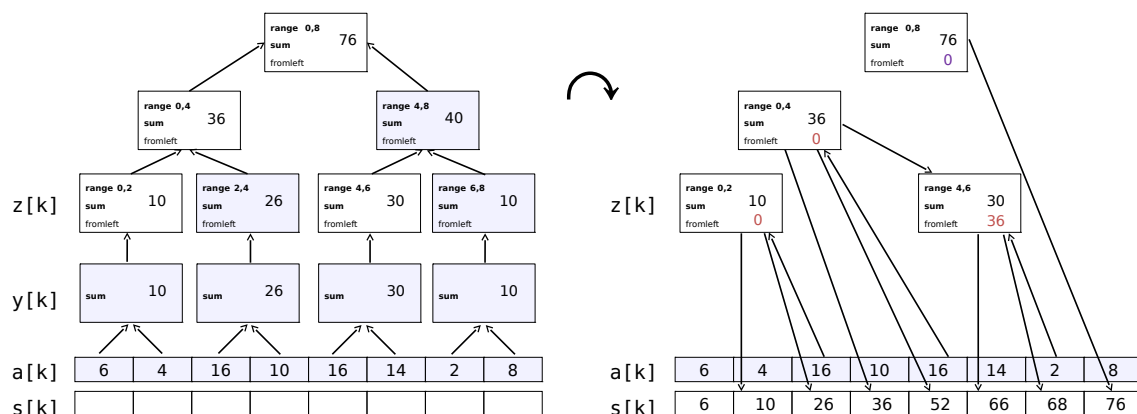 range 0,8
sum 76
fromleft
range 0,4
sum 36
fromleft
range 4,8
sum 40
fromleft
z[k]
range 0,2
sum 10
fromleft
range 2,4
sum 26
fromleft
range 4,6
sum 30
fromleft
range 6,8
sum 10
fromleft
y[k]
sum 10
sum 26
sum 30
sum 10
a[k] 6 4 16 10 16 14 2 8
s[k]
range 0,8
sum 76
fromleft 0
range 0,4
sum 36
fromleft 0
z[k]
range 0,2
sum 10
fromleft 0
range 4,6
sum 30
fromleft 36
a[k] 6 4 16 10 16 14 2 8
s[k] 6 10 26 36 52 66 68 76